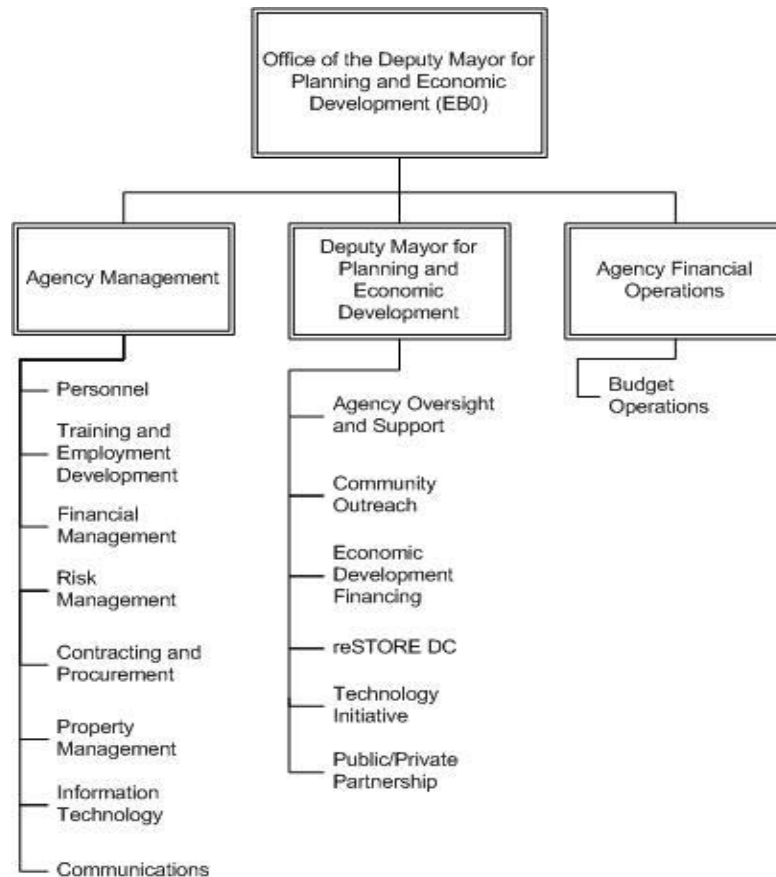 Office of the Deputy Mayor for
Planning and Economic
Development (EB0)
Agency Management
Deputy Mayor for
Planning and
Economic
Development
Agency Financial
Operations
Personnel
Training and
Employment
Development
Financial
Management
Risk
Management
Contracting and
Procurement
Property
Management
Information
Technology
Communications
Agency Oversight
and Support
Community
Outreach
Economic
Development
Financing
reSTORE DC
Technology
Initiative
Public/Private
Partnership
Budget
Operations